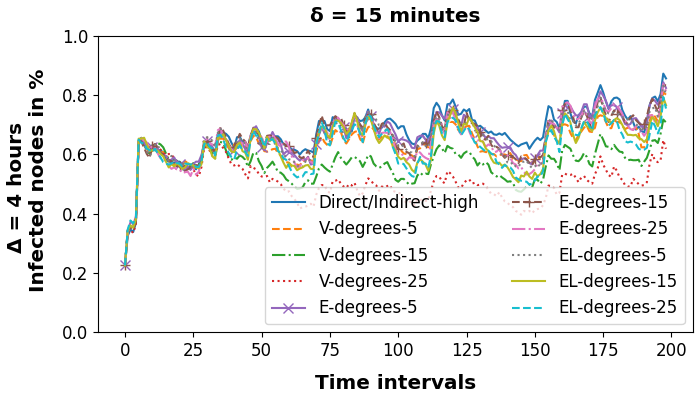 δ = 15 minutes
Δ = 4 hours
Infected nodes in %
1.0
0.8
0.6
0.4
0.2
0.0
Direct/Indirect-high
V-degrees-5
V-degrees-15
V-degrees-25
E-degrees-5
E-degrees-15
E-degrees-25
EL-degrees-5
EL-degrees-15
EL-degrees-25
0 25 50 75 100 125 150 175 200
Time intervals